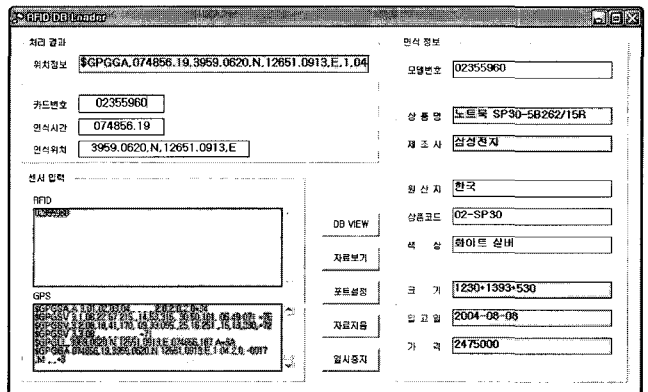 RFID DB Loader
처리 결과
위치정보 $GPGGA,074856.19,3959.0620,N,12651.0913,E,1,04
카드번호 02355960
인식시간 074856.19
인식위치 3959.0620,N,12651.0913,E
센서 입력
RFID
02355960
GPS
DB VIEW
자료보기
포트설정
자료지움
일시중지
인식 정보
모델번호 02355960
상 품 명 노트북 SP30-5B262/15R
제 조 사 삼성전자
원 산 지 한국
상품코드 02-SP30
색 상 화이트 실버
크 기 1230*1393*530
입 고 일 2004-08-08
가 격 2475000